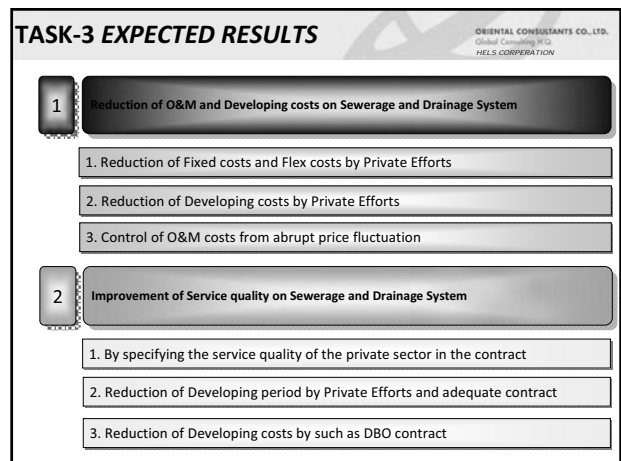 TASK-3 EXPECTED RESULTS
ORIENTAL CONSULTANTS CO., LTD.
Global Consulting H.Q.
HELS CORPERATION
1
Reduction of O&M and Developing costs on Sewerage and Drainage System
1. Reduction of Fixed costs and Flex costs by Private Efforts
2. Reduction of Developing costs by Private Efforts
3. Control of O&M costs from abrupt price fluctuation
2
Improvement of Service quality on Sewerage and Drainage System
1. By specifying the service quality of the private sector in the contract
2. Reduction of Developing period by Private Efforts and adequate contract
3. Reduction of Developing costs by such as DBO contract